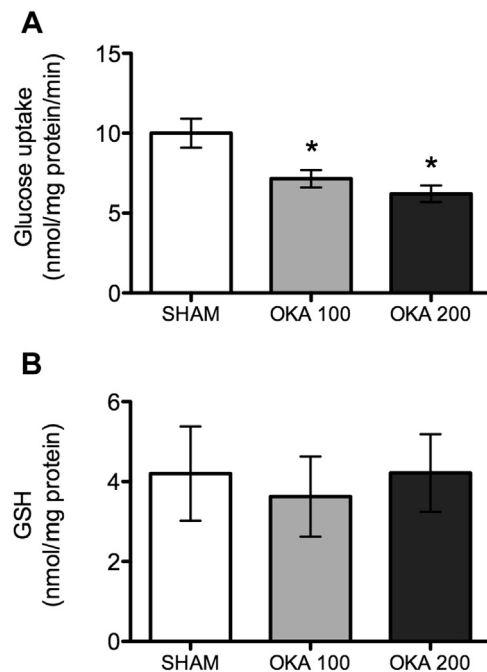 A
Glucose uptake
(nmol/mg protein/min)
15
10
5
0
*
*
SHAM
OKA 100
OKA 200
B
GSH
(nmol/mg protein)
6
4
2
0
SHAM
OKA 100
OKA 200